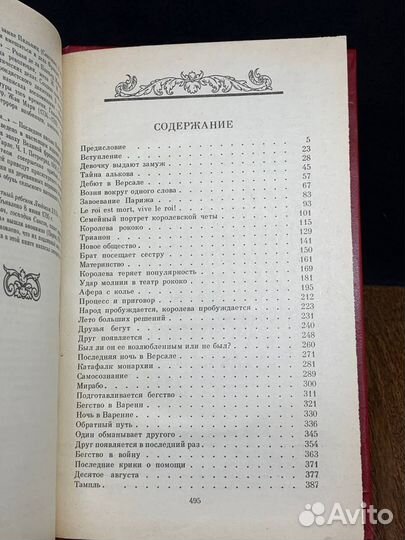 СОДЕРЖАНИЕ
Предисловие 5
Вступление 23
Девочку выдают замуж 28
Тайна алькова 45
Дебют в Версале 57
Возня вокруг одного слова 67
Завоевание Парижа 83
Le roi est mort, vive le roi! 93
Семейный портрет королевской четы 101
Королева рококо 115
Трианон 129
Новое общество 141
Брат посещает сестру 150
Материнство 161
Королева теряет популярность 169
Удар молнии в театр рококо 181
Афера с колье 195
Процесс и приговор 212
Народ пробуждается, королева пробуждается 223
Лето больших решений 231
Друзья бегут 240
Друг появляется 248
Был ли он ее возлюбленным или не был? 260
Последняя ночь в Версале 271
Катафалк монархии 281
Самосознание 289
Мирабо 300
Подготавливается бегство 311
Бегство в Варенн 321
Ночь в Варенне 330
Обратный путь 336
Один обманывает другого 345
Друг появляется в последний раз 354
Бегство в войну 363
Последние крики о помощи 371
Десятое августа 377
Тампль 387
495
Avito